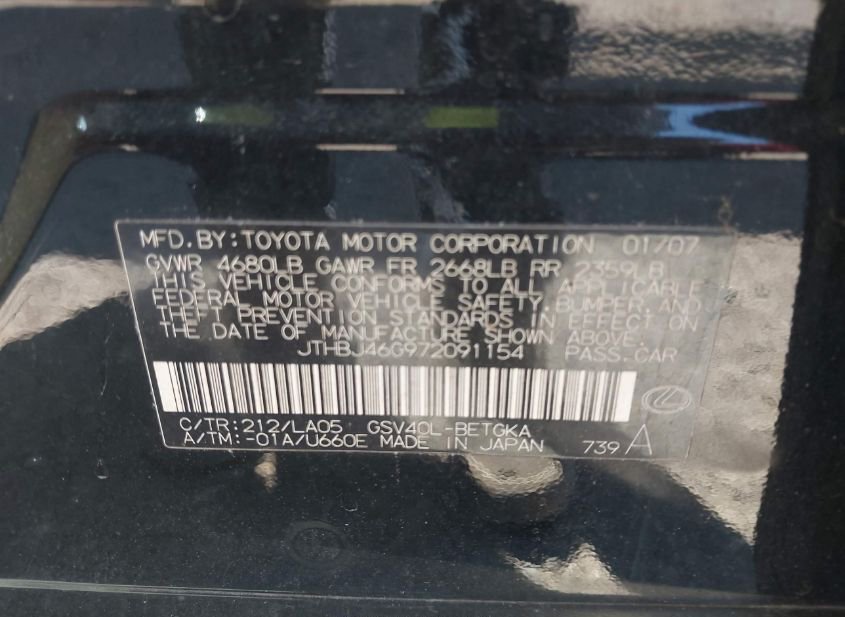 MFD.BY:TOYOTA MOTOR CORPORATION 01/07
GVWR 4680LB GAWR FR 2668LB RR 2359LB
THIS VEHICLE CONFORMS TO ALL APPLICABLE
FEDERAL MOTOR VEHICLE SAFETY, BUMPER, AND
THEFT PREVENTION STANDARDS IN EFFECT ON
THE DATE OF MANUFACTURE SHOWN ABOVE.
JTHBJ46G972091154 PASS.CAR
C/TR:212/LA05 GSV40L-BETGKA
A/TM:-01A/U660E MADE IN JAPAN 739 A